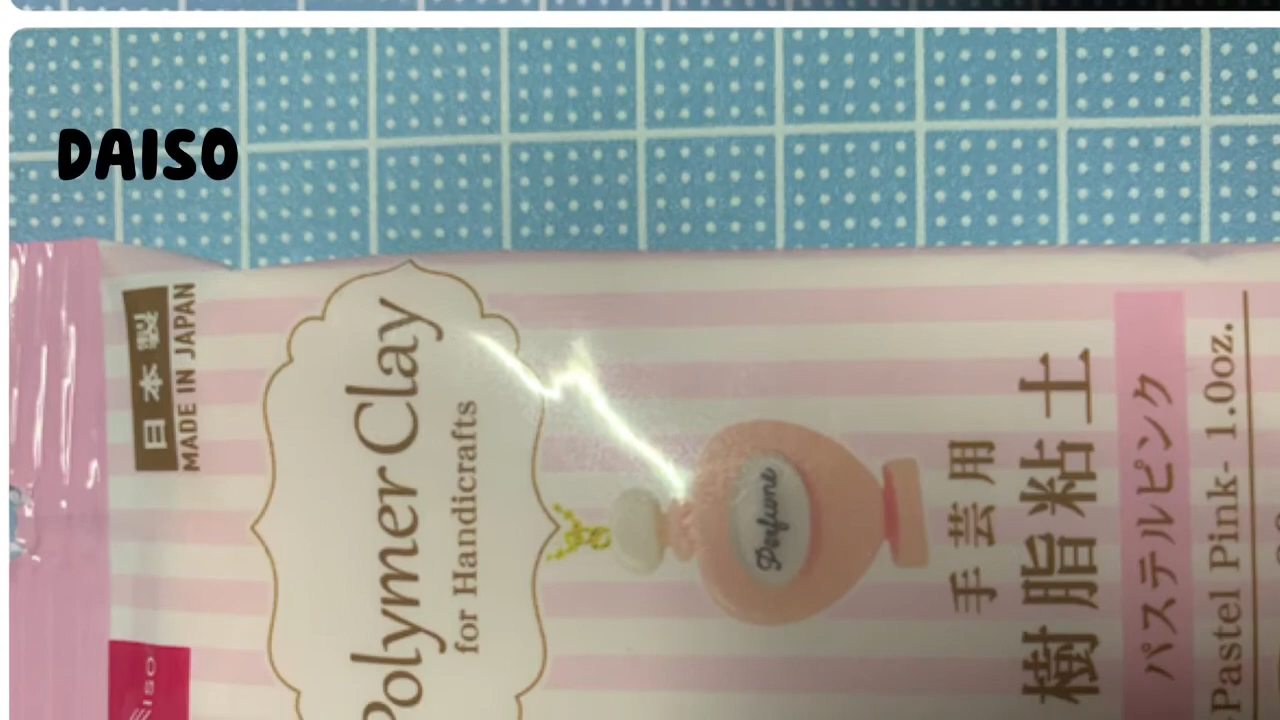 DAISO
日本製
MADE IN JAPAN
Polymer Clay
for Handicrafts
Perfume
手芸用
樹脂粘土
パステルピンク
Pastel Pink- 1.0oz.